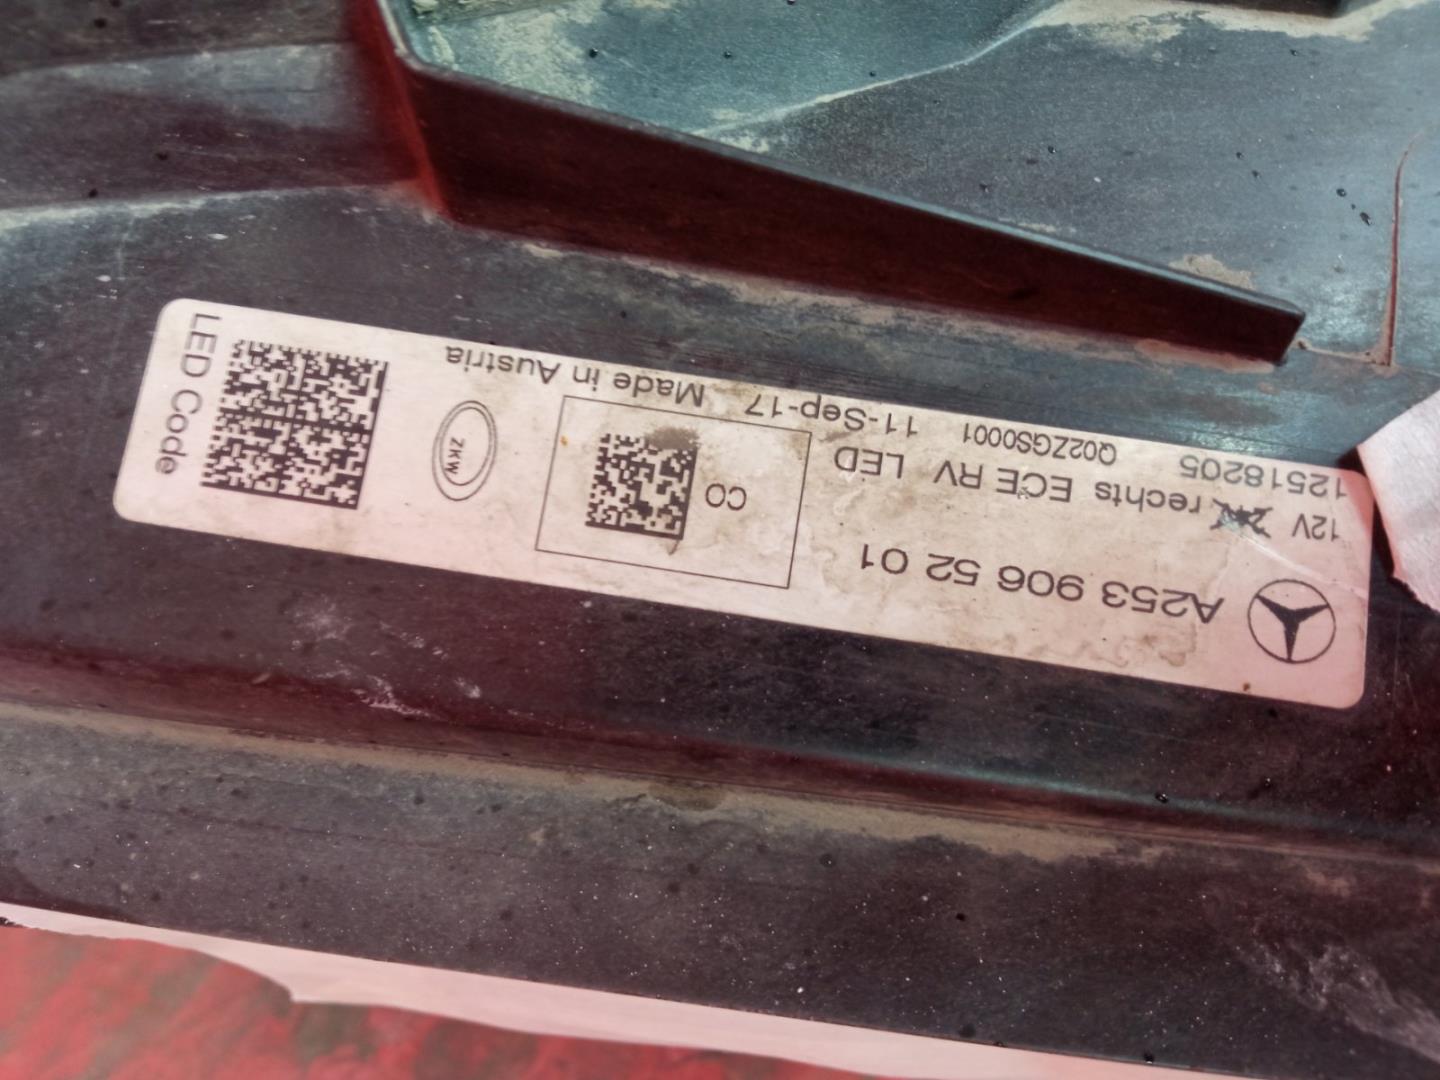 A253 906 52 01
12V rechts ECE RV LED
12518205 Q02ZGS0001 11-Sep-17 Made in Austria
CO
ZKW
LED Code